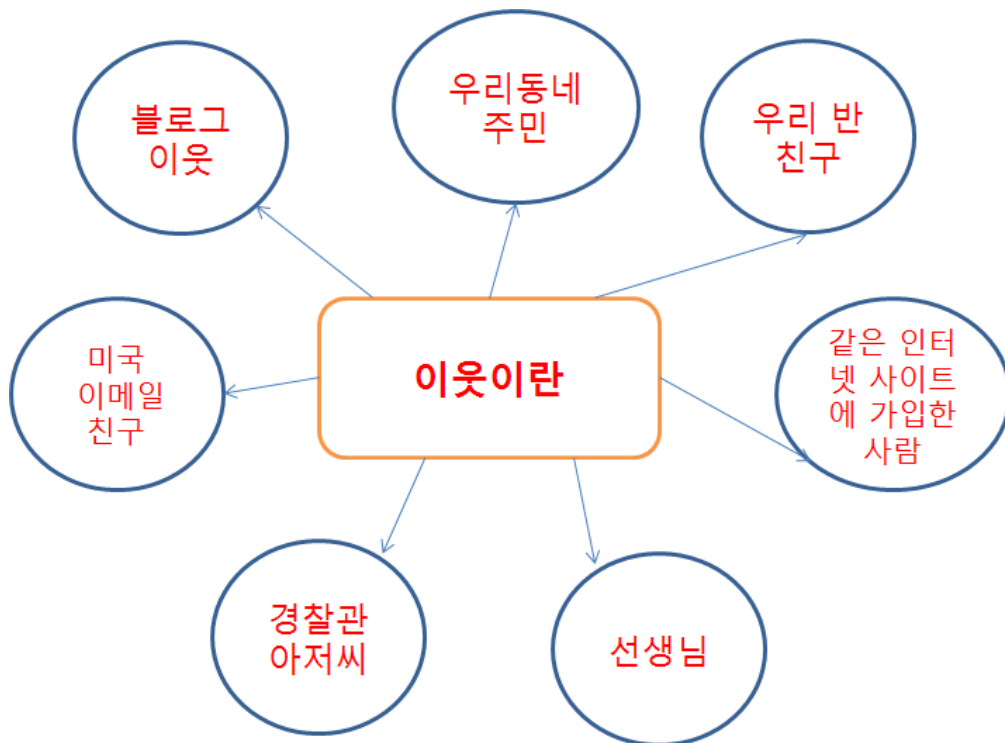 블로그
이웃
우리동네
주민
우리 반
친구
미국
이메일
친구
이웃이란
같은 인터
넷 사이트
에 가입한
사람
경찰관
아저씨
선생님